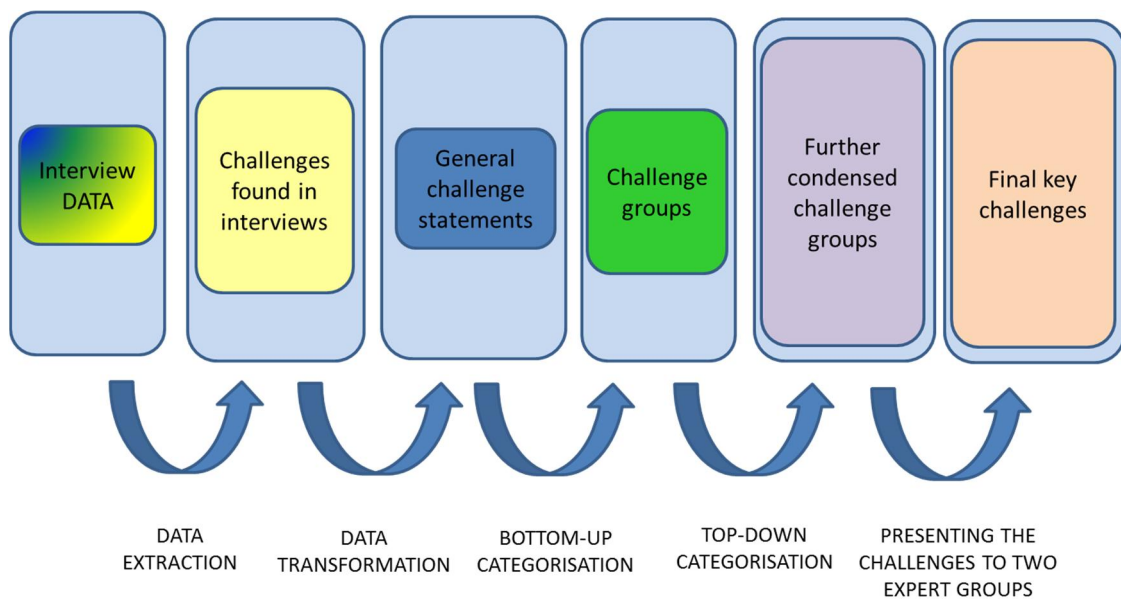 Interview
DATA
Challenges
found in
interviews
General
challenge
statements
Challenge
groups
Further
condensed
challenge
groups
Final key
challenges
DATA
EXTRACTION
DATA
TRANSFORMATION
BOTTOM-UP
CATEGORISATION
TOP-DOWN
CATEGORISATION
PRESENTING THE
CHALLENGES TO TWO
EXPERT GROUPS